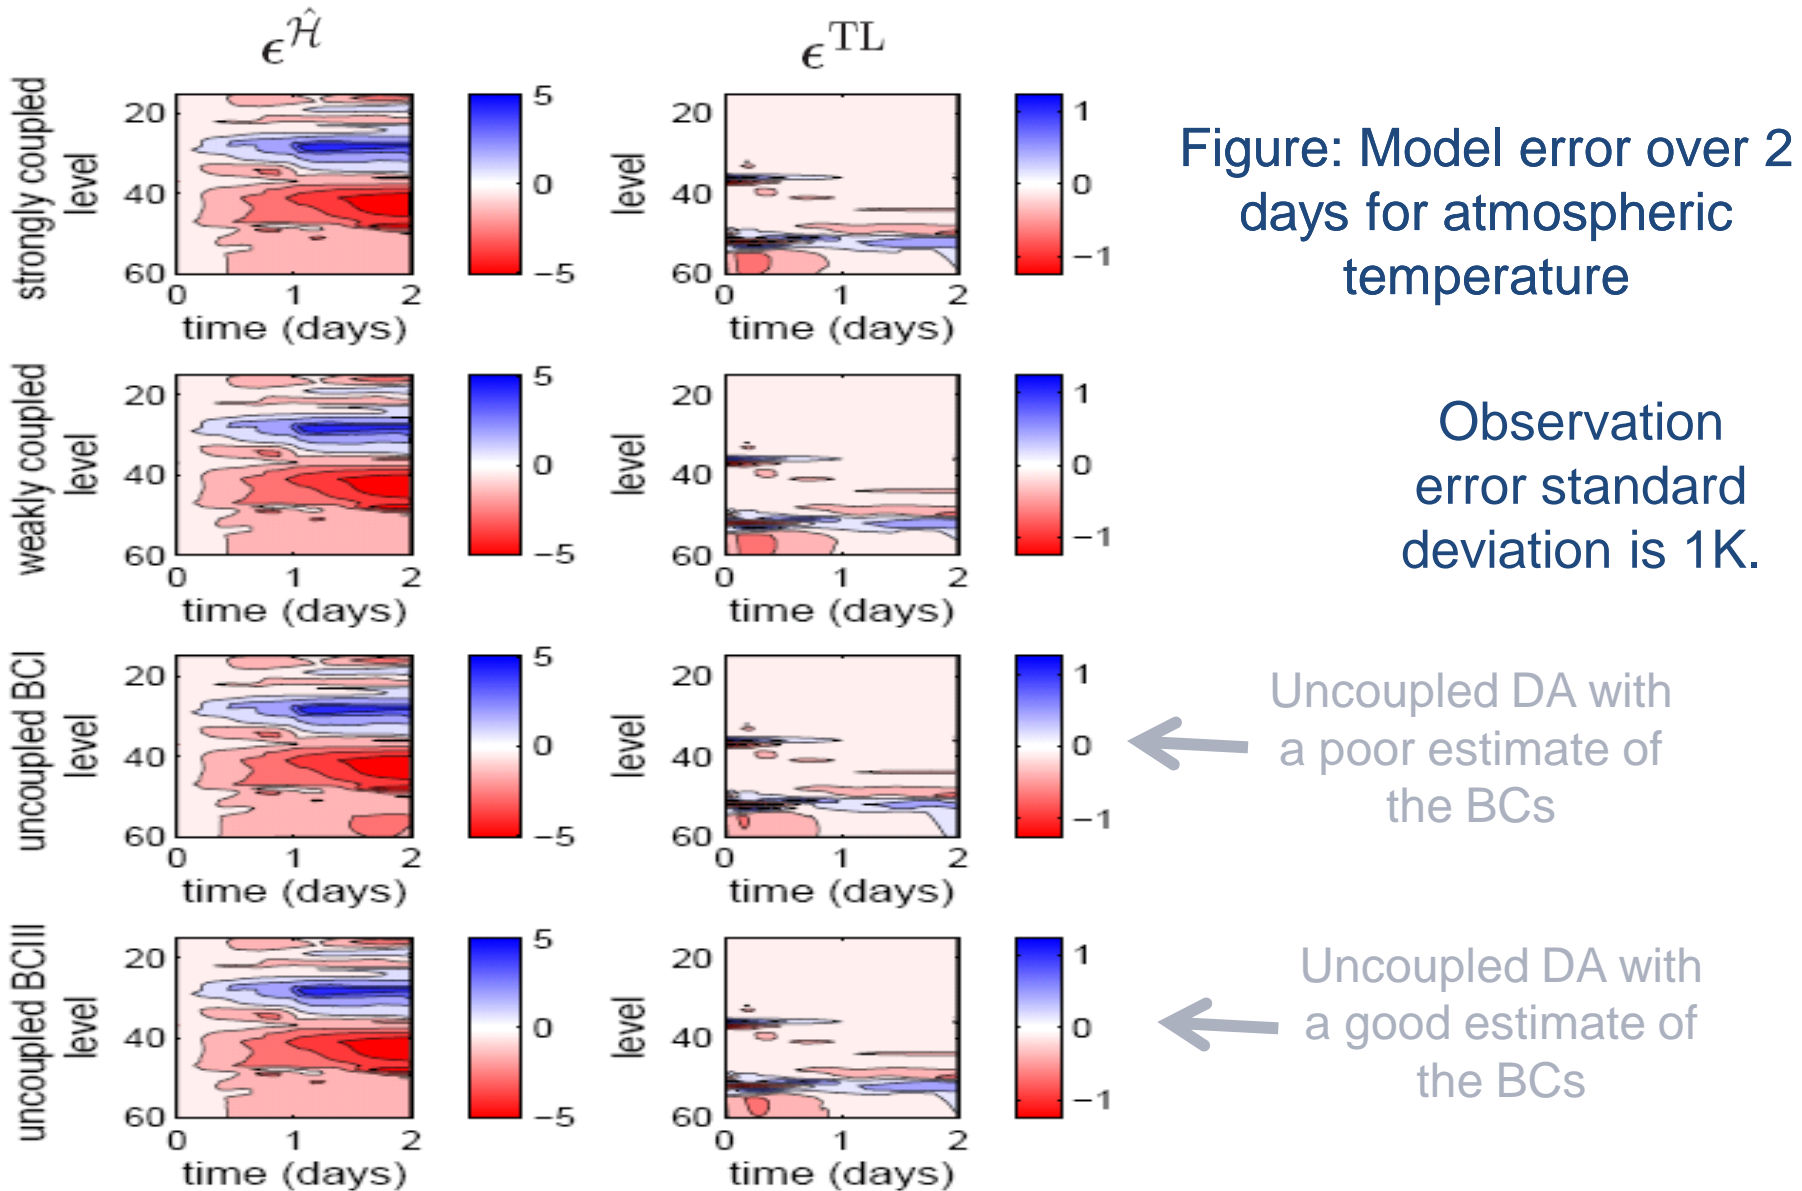 ϵ^Ĥ
ϵ^TL
strongly coupled
level
20
40
60
0
1
2
time (days)
5
0
−5
level
20
40
60
0
1
2
time (days)
1
0
−1
Figure: Model error over 2
days for atmospheric
temperature
weakly coupled
level
20
40
60
0
1
2
time (days)
5
0
−5
level
20
40
60
0
1
2
time (days)
1
0
−1
Observation
error standard
deviation is 1K.
uncoupled BCI
level
20
40
60
0
1
2
time (days)
5
0
−5
level
20
40
60
0
1
2
time (days)
1
0
−1
Uncoupled DA with
a poor estimate of
the BCs
uncoupled BCIII
level
20
40
60
0
1
2
time (days)
5
0
−5
level
20
40
60
0
1
2
time (days)
1
0
−1
Uncoupled DA with
a good estimate of
the BCs